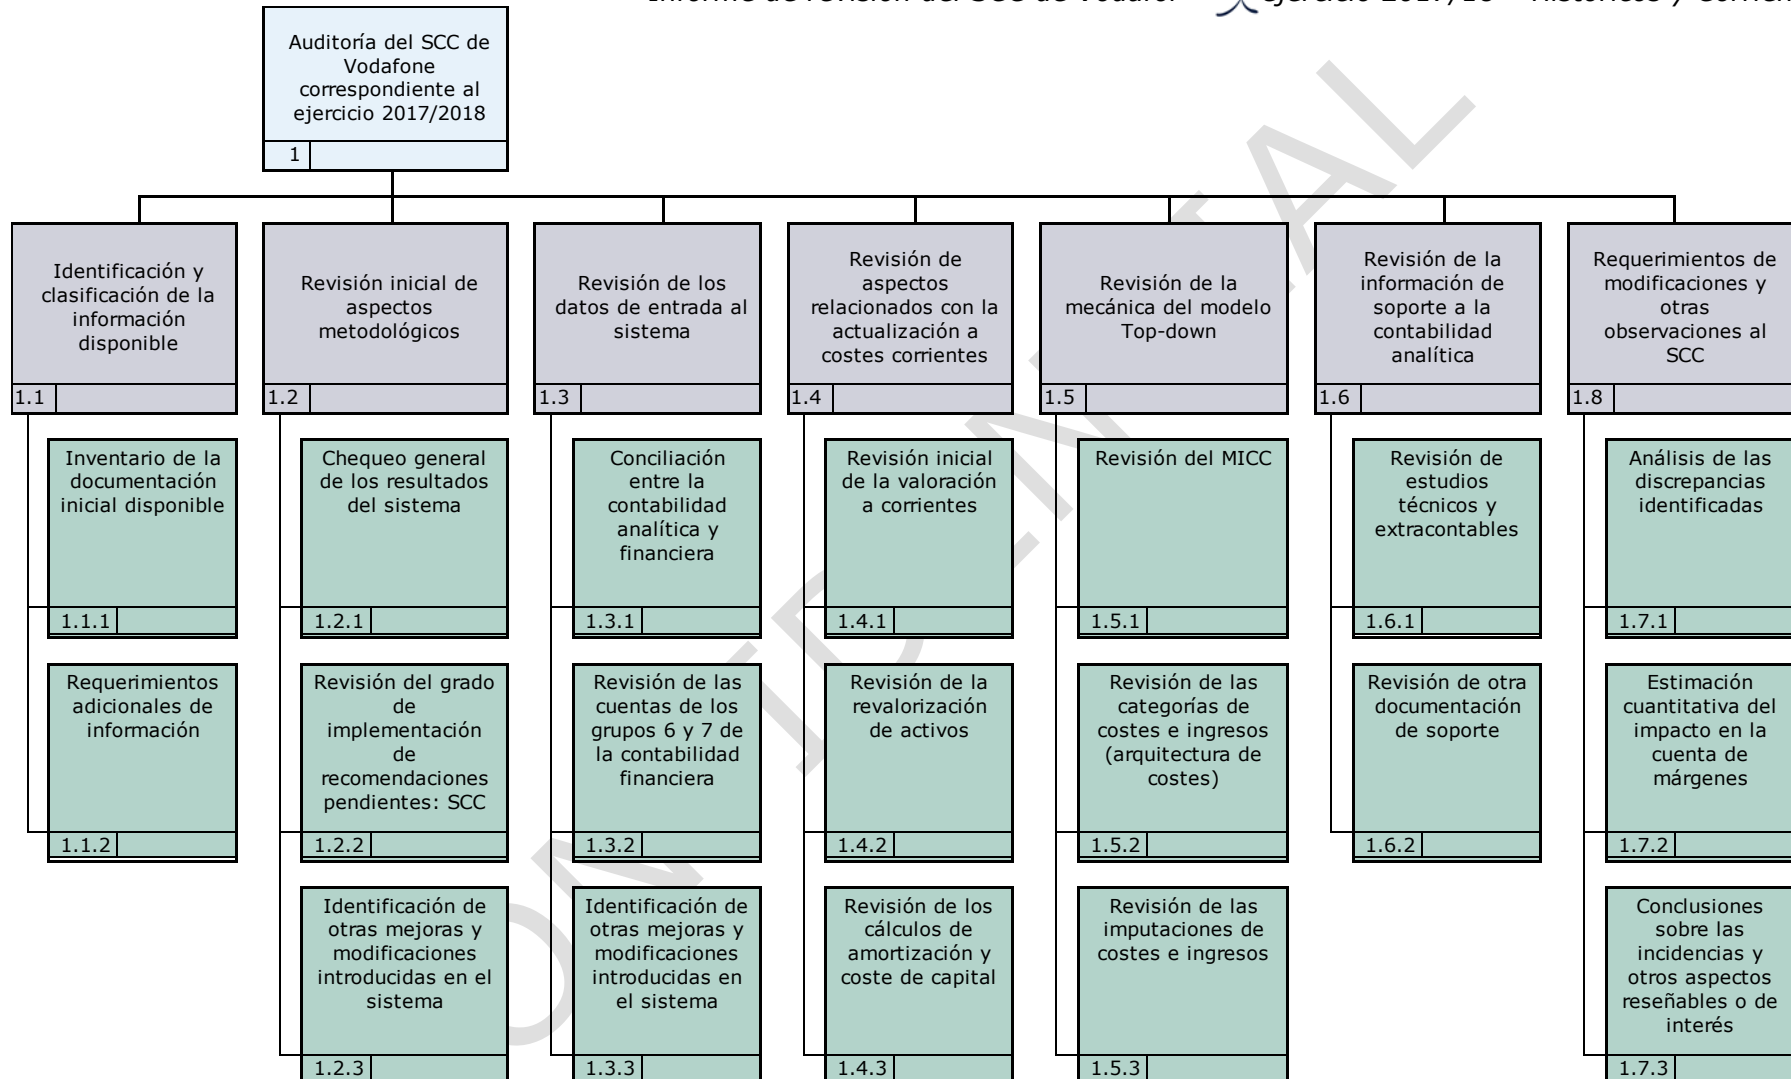 Auditoría del SCC de
Vodafone
correspondiente al
ejercicio 2017/2018
1
Identificación y
clasificación de la
información
disponible
1.1
Revisión inicial de
aspectos
metodológicos
1.2
Revisión de los
datos de entrada al
sistema
1.3
Revisión de
aspectos
relacionados con la
actualización a
costes corrientes
1.4
Revisión de la
mecánica del modelo
Top-down
1.5
Revisión de la
información de
soporte a la
contabilidad
analítica
1.6
Requerimientos de
modificaciones y
otras
observaciones al
SCC
1.8
Inventario de la
documentación
inicial disponible
1.1.1
Chequeo general
de los resultados
del sistema
1.2.1
Conciliación
entre la
contabilidad
analítica y
financiera
1.3.1
Revisión inicial
de la valoración
a corrientes
1.4.1
Revisión del MICC
1.5.1
Revisión de
estudios
técnicos y
extracontables
1.6.1
Análisis de las
discrepancias
identificadas
1.7.1
Requerimientos
adicionales de
información
1.1.2
Revisión del grado
de
implementación
de
recomendaciones
pendientes: SCC
1.2.2
Revisión de las
cuentas de los
grupos 6 y 7 de
la contabilidad
financiera
1.3.2
Revisión de la
revalorización
de activos
1.4.2
Revisión de las
categorías de
costes e ingresos
(arquitectura de
costes)
1.5.2
Revisión de otra
documentación
de soporte
1.6.2
Estimación
cuantitativa del
impacto en la
cuenta de
márgenes
1.7.2
Identificación de
otras mejoras y
modificaciones
introducidas en el
sistema
1.2.3
Identificación de
otras mejoras y
modificaciones
introducidas en
el sistema
1.3.3
Revisión de los
cálculos de
amortización y
coste de capital
1.4.3
Revisión de las
imputaciones de
costes e ingresos
1.5.3
Conclusiones
sobre las
incidencias y
otros aspectos
reseñables o de
interés
1.7.3